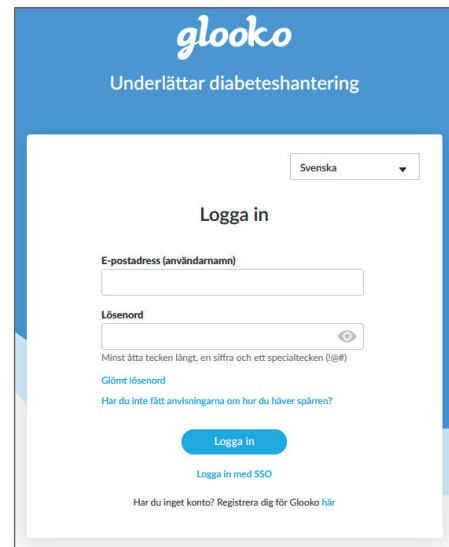 glooko
Underlättar diabeteshantering
Svenska
Logga in
E-postadress (användarnamn)
Lösenord
Minst åtta tecken långt, en siffra och ett specialtecken (!@#)
Glömt lösenord
Har du inte fått anvisningarna om hur du häver spärren?
Logga in
Logga in med SSO
Har du inget konto? Registrera dig för Glooko här